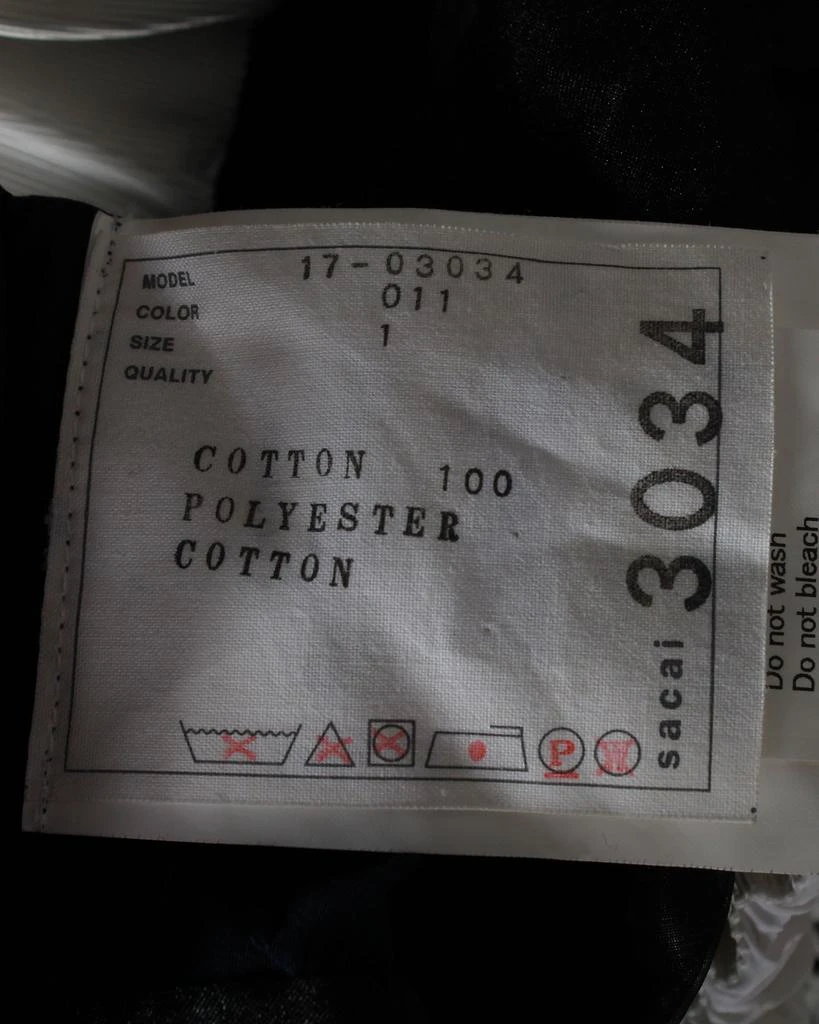 MODEL 17-03034
COLOR 011
SIZE 1
QUALITY
COTTON 100
POLYESTER
COTTON
P
W
sacai 3034
Do not wash
Do not bleach